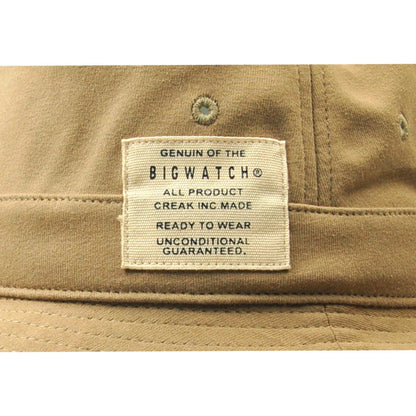 GENUIN OF THE
BIGWATCH®
ALL PRODUCT
CREAK INC.MADE
READY TO WEAR
UNCONDITIONAL
GUARANTEED.